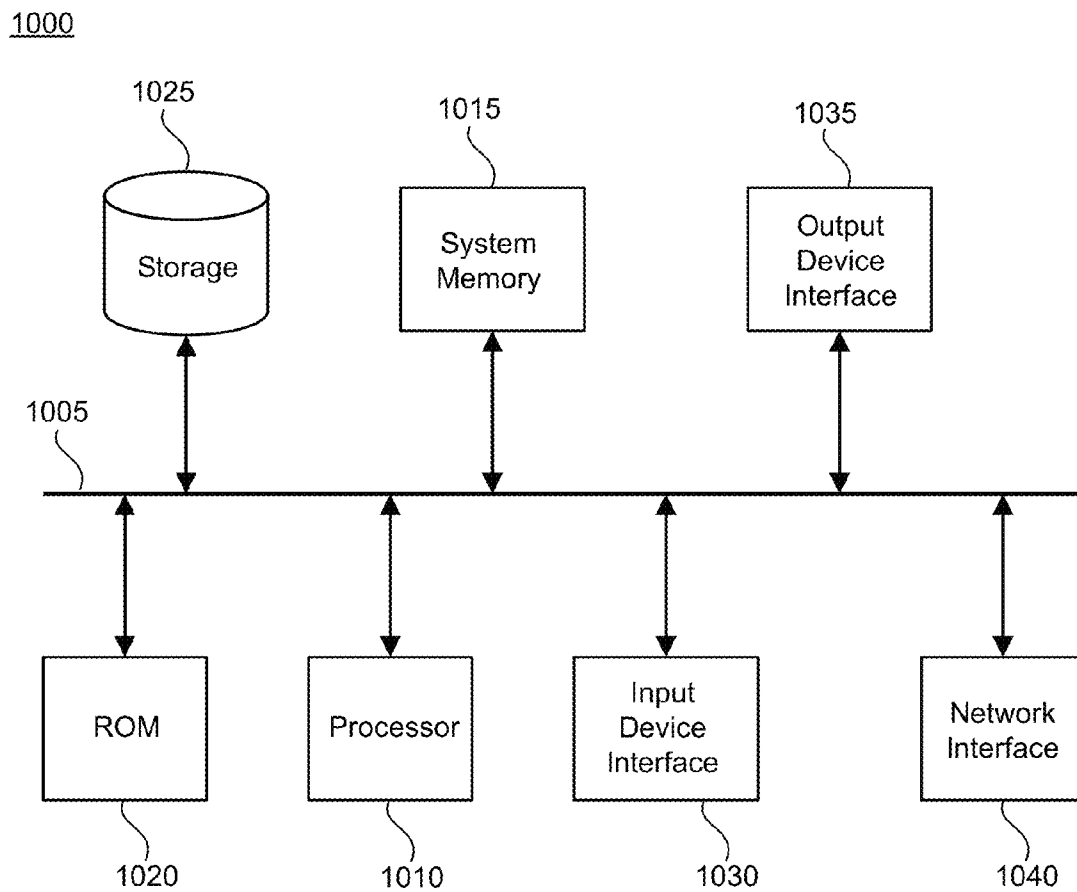 1000
1025
1015
1035
Storage
System
Memory
Output
Device
Interface
1005
ROM
Processor
Input
Device
Interface
Network
Interface
1020
1010
1030
1040